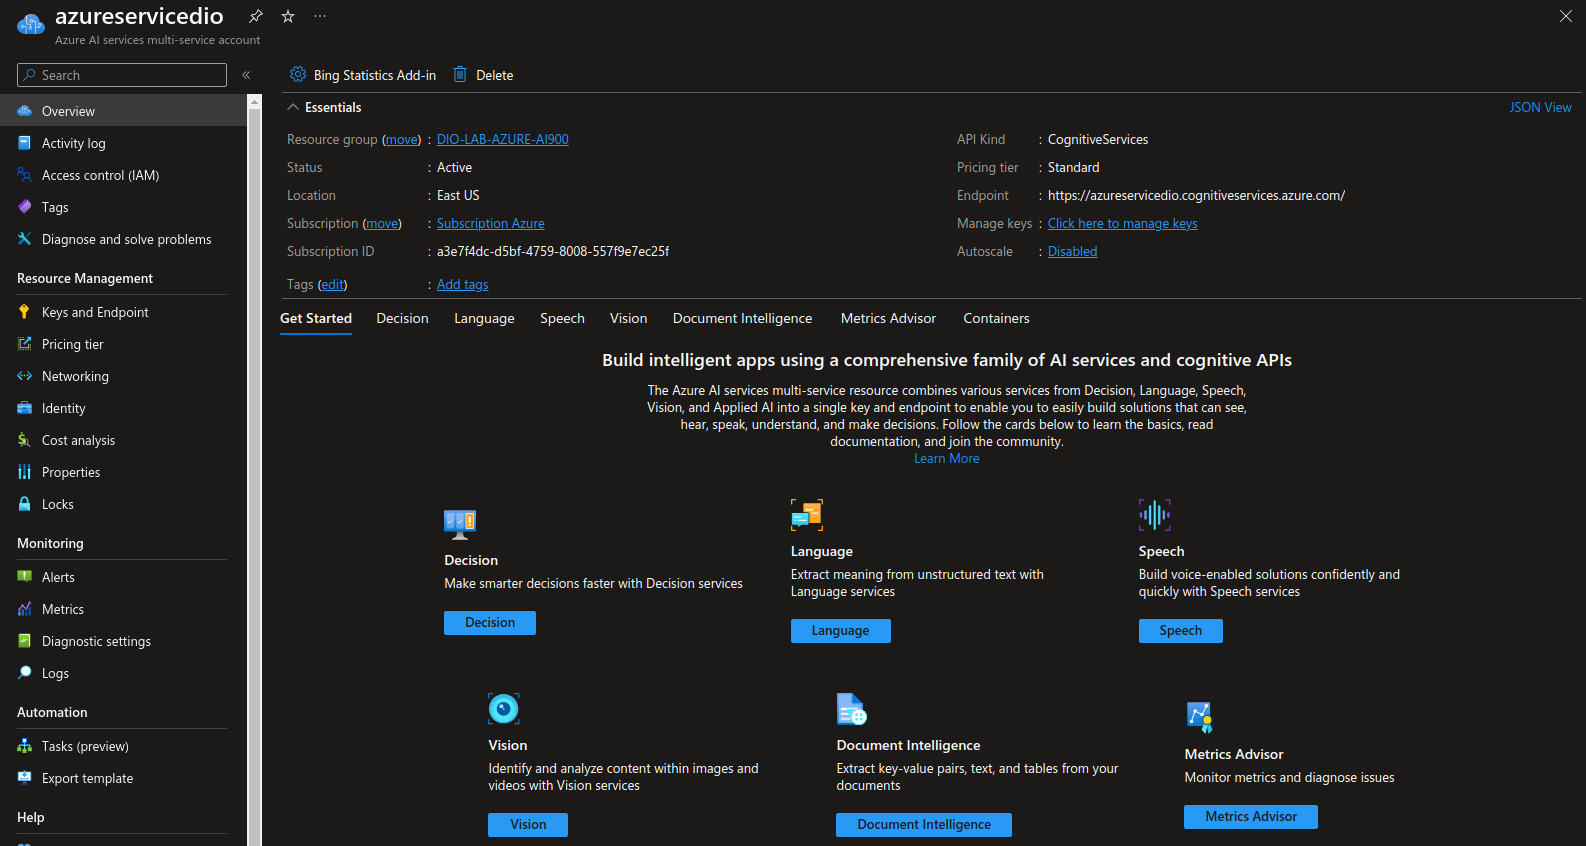 azureservicedio
Azure AI services multi-service account
Search
Overview
Activity log
Access control (IAM)
Tags
Diagnose and solve problems
Resource Management
Keys and Endpoint
Pricing tier
Networking
Identity
Cost analysis
Properties
Locks
Monitoring
Alerts
Metrics
Diagnostic settings
Logs
Automation
Tasks (preview)
Export template
Help
Bing Statistics Add-in Delete
Essentials JSON View
Resource group (move) : DIO-LAB-AZURE-AI900
Status : Active
Location : East US
Subscription (move) : Subscription Azure
Subscription ID : a3e7f4dc-d5bf-4759-8008-557f9e7ec25f
Tags (edit) : Add tags
API Kind : CognitiveServices
Pricing tier : Standard
Endpoint : https://azureservicedio.cognitiveservices.azure.com/
Manage keys : Click here to manage keys
Autoscale : Disabled
Get Started Decision Language Speech Vision Document Intelligence Metrics Advisor Containers
Build intelligent apps using a comprehensive family of AI services and cognitive APIs
The Azure AI services multi-service resource combines various services from Decision, Language, Speech,
Vision, and Applied AI into a single key and endpoint to enable you to easily build solutions that can see,
hear, speak, understand, and make decisions. Follow the cards below to learn the basics, read
documentation, and join the community.
Learn More
Decision
Make smarter decisions faster with Decision services
Decision
Language
Extract meaning from unstructured text with
Language services
Language
Speech
Build voice-enabled solutions confidently and
quickly with Speech services
Speech
Vision
Identify and analyze content within images and
videos with Vision services
Vision
Document Intelligence
Extract key-value pairs, text, and tables from your
documents
Document Intelligence
Metrics Advisor
Monitor metrics and diagnose issues
Metrics Advisor